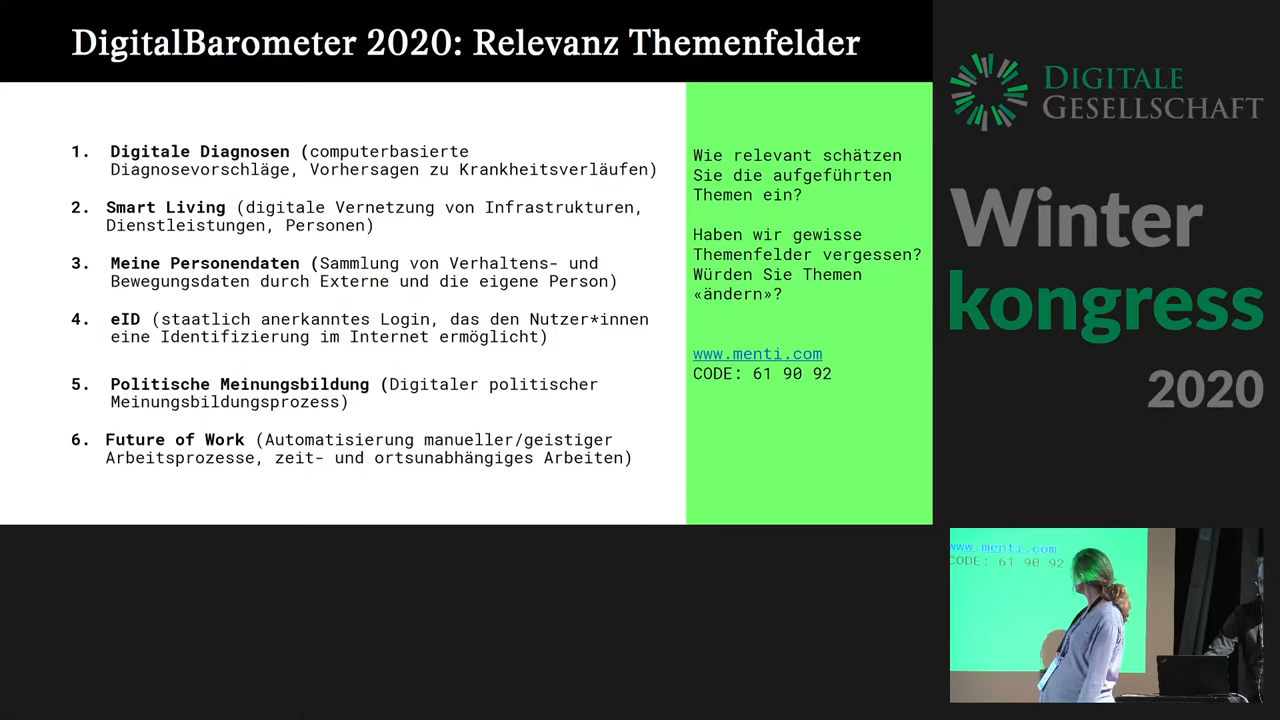 DigitalBarometer 2020: Relevanz Themenfelder
1. Digitale Diagnosen (computerbasierte
Diagnosevorschläge, Vorhersagen zu Krankheitsverläufen)
2. Smart Living (digitale Vernetzung von Infrastrukturen,
Dienstleistungen, Personen)
3. Meine Personendaten (Sammlung von Verhaltens- und
Bewegungsdaten durch Externe und die eigene Person)
4. eID (staatlich anerkanntes Login, das den Nutzer*innen
eine Identifizierung im Internet ermöglicht)
5. Politische Meinungsbildung (Digitaler politischer
Meinungsbildungsprozess)
6. Future of Work (Automatisierung manueller/geistiger
Arbeitsprozesse, zeit- und ortsunabhängiges Arbeiten)
Wie relevant schätzen
Sie die aufgeführten
Themen ein?
Haben wir gewisse
Themenfelder vergessen?
Würden Sie Themen
«ändern»?
www.menti.com
CODE: 61 90 92
DIGITALE
GESELLSCHAFT
Winter
kongress
2020
www.menti.com
CODE: 61 90 92